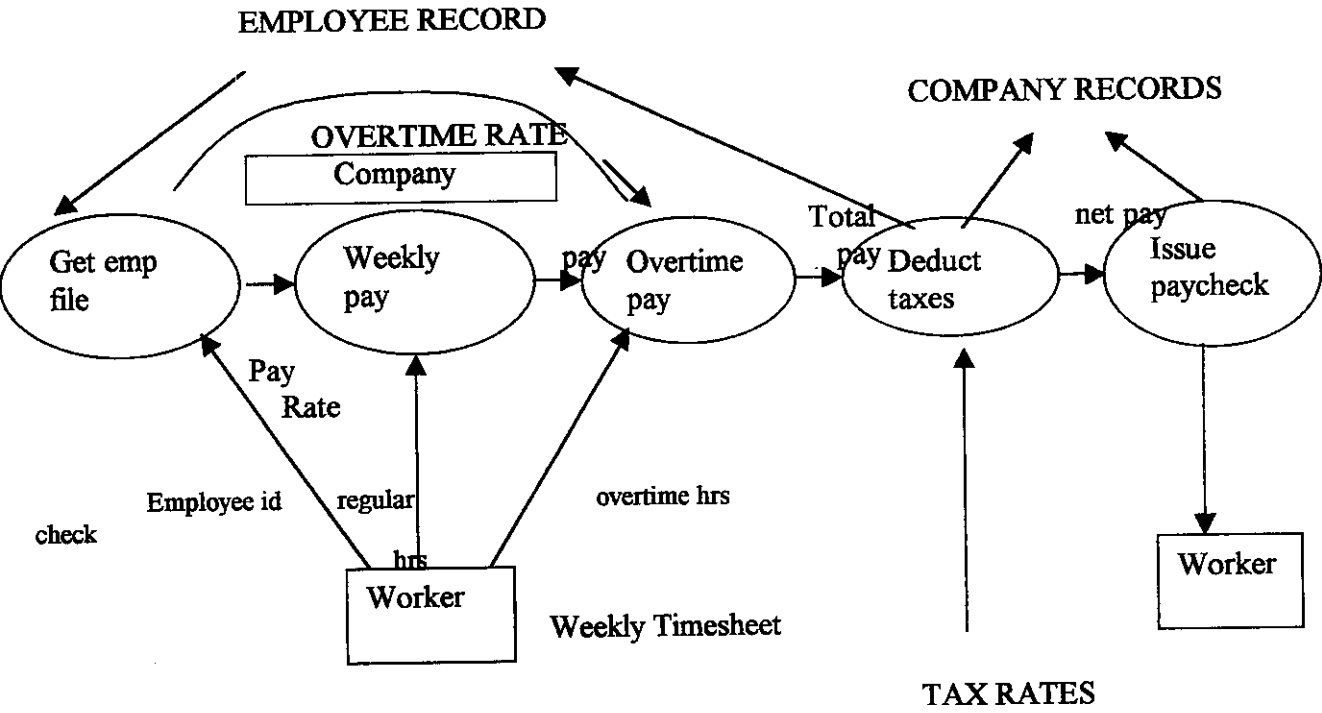 EMPLOYEE RECORD
COMPANY RECORDS
OVERTIME RATE
Company
Get emp
file
Weekly
pay
pay
Overtime
pay
Total
pay
Deduct
taxes
net pay
Issue
paycheck
Pay
Rate
Employee id
regular
hrs
overtime hrs
check
Worker
Weekly Timesheet
Worker
TAX RATES